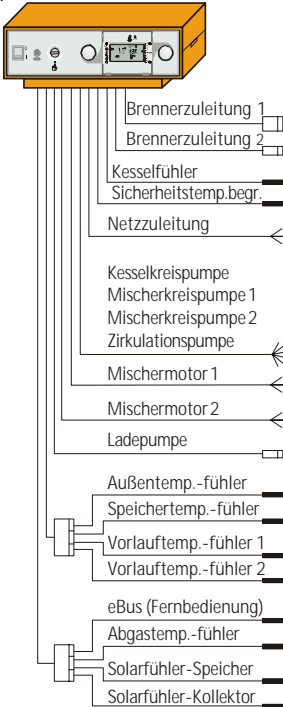 Brennerzuleitung 1
Brennerzuleitung 2
Kesselfühler
Sicherheitstemp.begr.
Netzzuleitung
Kesselkreispumpe
Mischerkreispumpe 1
Mischerkreispumpe 2
Zirkulationspumpe
Mischermotor 1
Mischermotor 2
Ladepumpe
Außentemp.-fühler
Speichertemp.-fühler
Vorlauftemp.-fühler 1
Vorlauftemp.-fühler 2
eBus (Fernbedienung)
Abgastemp.-fühler
Solarfühler-Speicher
Solarfühler-Kollektor